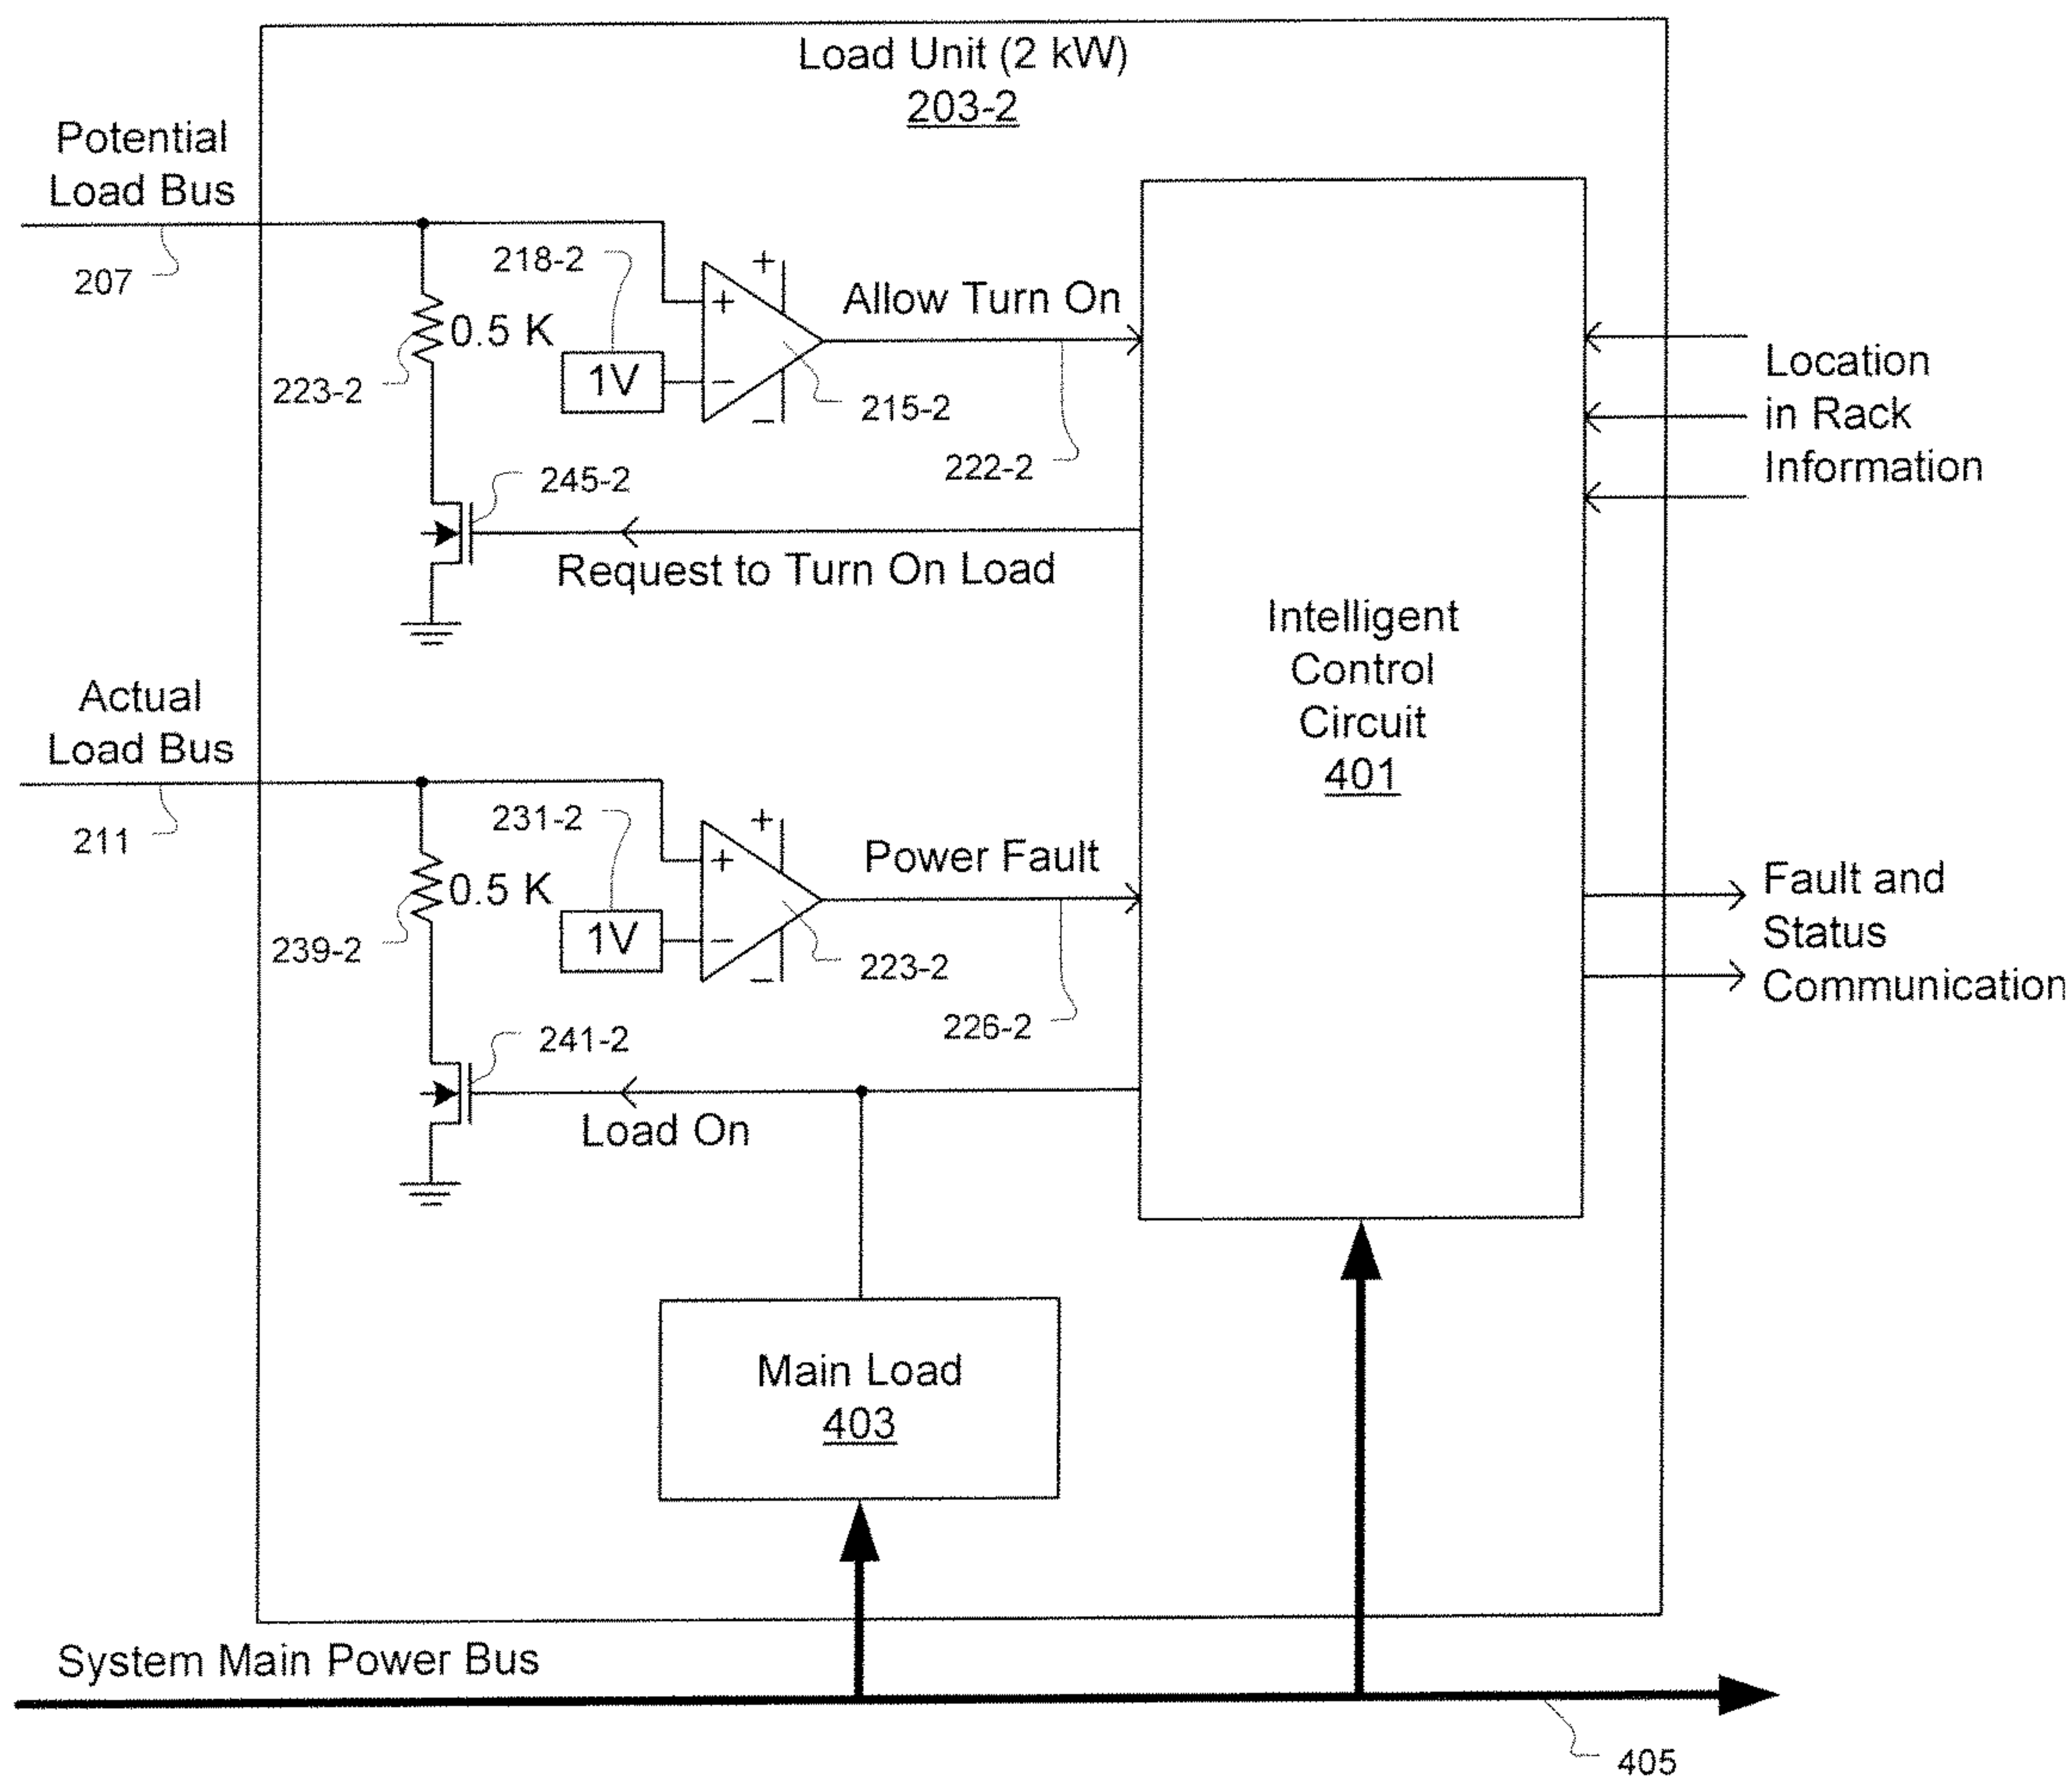 Load Unit (2 kW)
203-2
Potential
Load Bus
207
218-2
+
+
1V
−
−
215-2
0.5 K
223-2
Allow Turn On
222-2
245-2
Request to Turn On Load
Location
in Rack
Information
Intelligent
Control
Circuit
401
Actual
Load Bus
211
231-2
+
+
1V
−
−
223-2
0.5 K
239-2
Power Fault
226-2
241-2
Load On
Fault and
Status
Communication
Main Load
403
System Main Power Bus
405